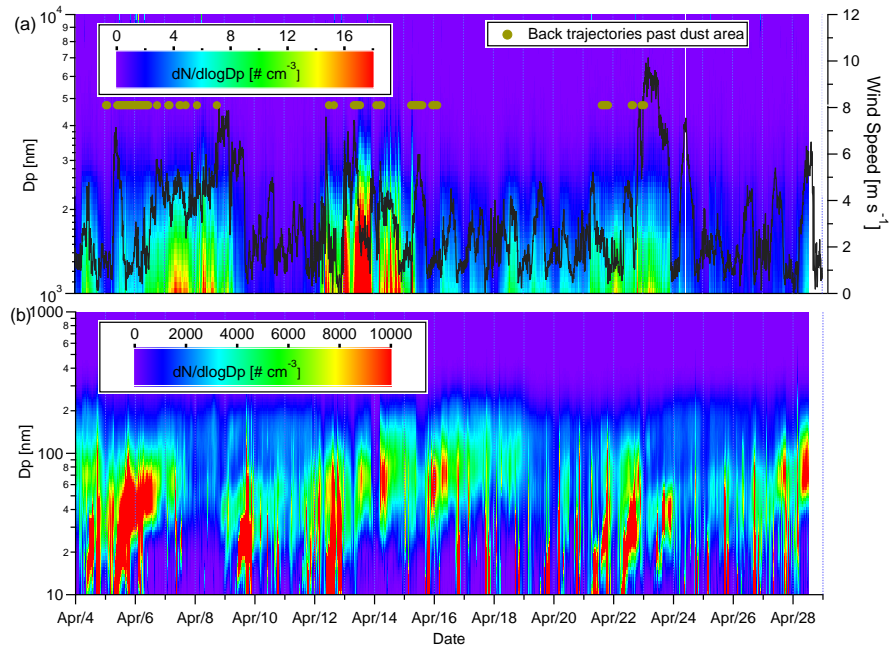 (a)
10⁴
9
8
7
6
5
4
3
2
10³
Dp [nm]
0 4 8 12 16
dN/dlogDp [# cm⁻³]
Back trajectories past dust area
12
10
8
6
4
2
0
Wind Speed [m s⁻¹]
(b)
1000
8
6
4
2
100
8
6
4
2
10
Dp [nm]
0 2000 4000 6000 8000 10000
dN/dlogDp [# cm⁻³]
Apr/4 Apr/6 Apr/8 Apr/10 Apr/12 Apr/14 Apr/16 Apr/18 Apr/20 Apr/22 Apr/24 Apr/26 Apr/28
Date